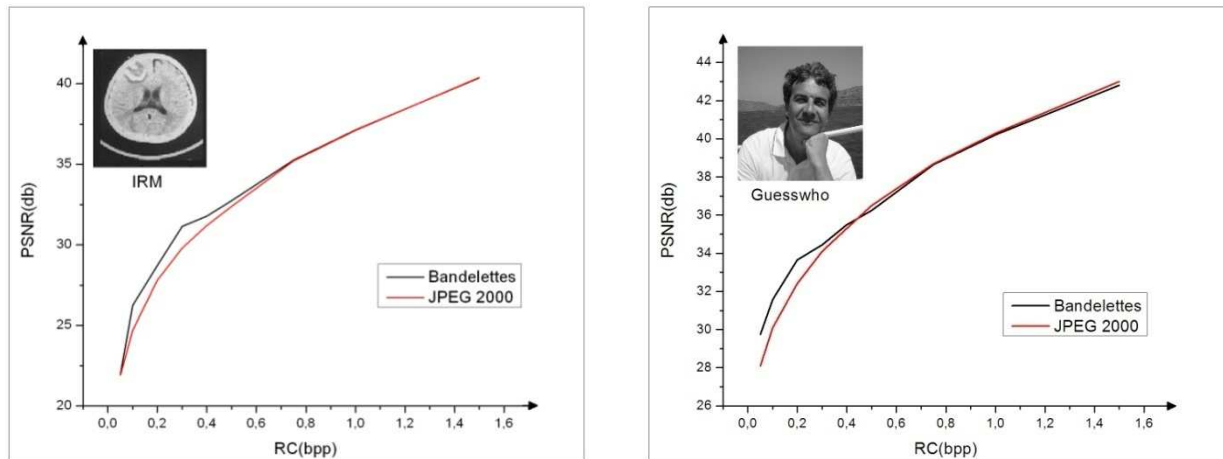 40
35
30
25
20
PSNR(db)
IRM
Bandelettes
JPEG 2000
0,0 0,2 0,4 0,6 0,8 1,0 1,2 1,4 1,6
RC(bpp)
44
42
40
38
36
34
32
30
28
26
PSNR(db)
Guesswho
Bandelettes
JPEG 2000
0,0 0,2 0,4 0,6 0,8 1,0 1,2 1,4 1,6
RC(bpp)